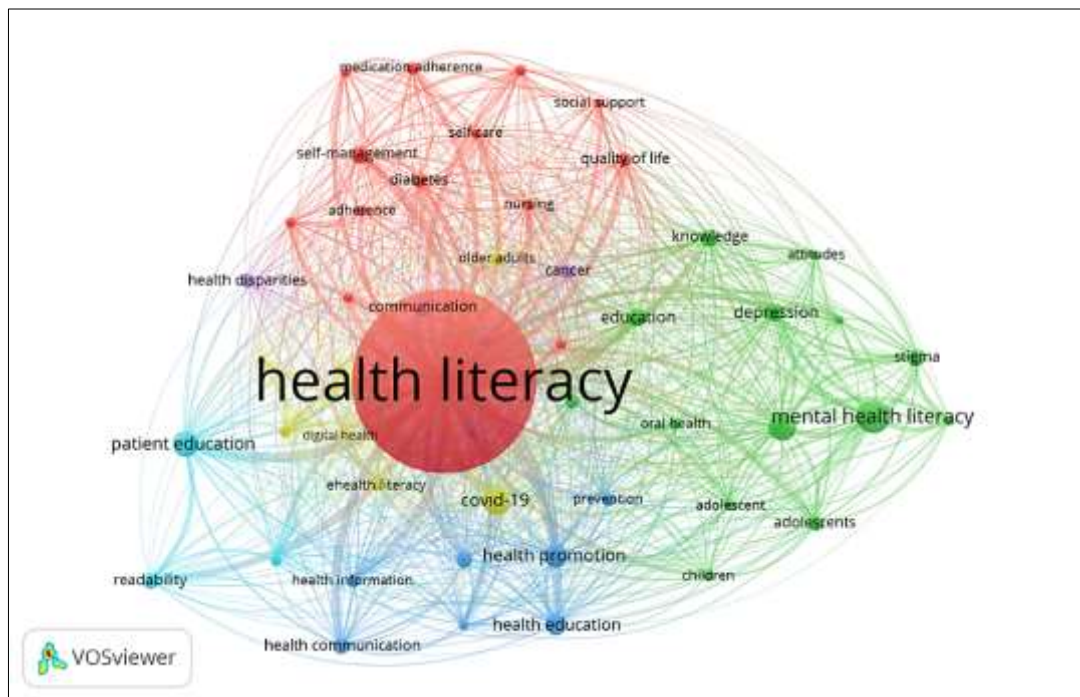 medication adherence
social support
self-care
self-management
quality of life
diabetes
nursing
adherence
knowledge
attitudes
older adults
cancer
health disparities
communication
education
depression
stigma
health literacy
mental health literacy
oral health
digital health
patient education
ehealth literacy
covid-19
prevention
adolescent
adolescents
health promotion
children
readability
health information
health education
health communication
VOSviewer